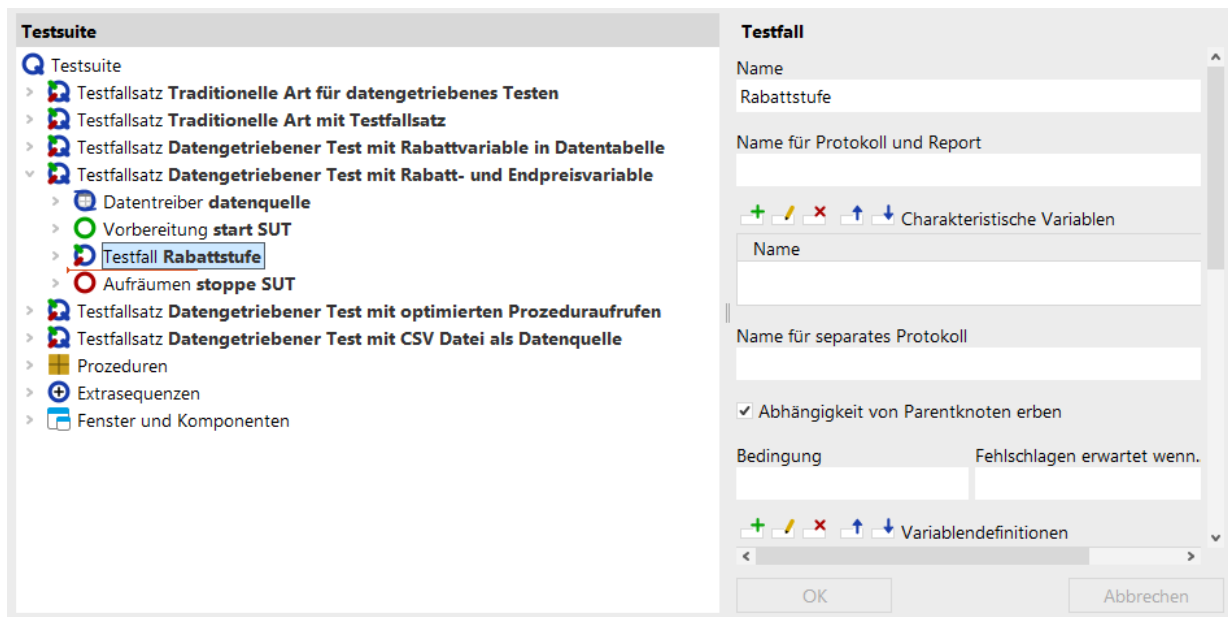 Testsuite
Testsuite
Testfallsatz Traditionelle Art für datengetriebenes Testen
Testfallsatz Traditionelle Art mit Testfallsatz
Testfallsatz Datengetriebener Test mit Rabattvariable in Datentabelle
Testfallsatz Datengetriebener Test mit Rabatt- und Endpreisvariable
Datentreiber datenquelle
Vorbereitung start SUT
Testfall Rabattstufe
Aufräumen stoppe SUT
Testfallsatz Datengetriebener Test mit optimierten Prozeduraufrufen
Testfallsatz Datengetriebener Test mit CSV Datei als Datenquelle
Prozeduren
Extrasequenzen
Fenster und Komponenten
Testfall
Name
Rabattstufe
Name für Protokoll und Report
Charakteristische Variablen
Name
Name für separates Protokoll
Abhängigkeit von Parentknoten erben
Bedingung Fehlschlagen erwartet wenn..
Variablendefinitionen
OK Abbrechen